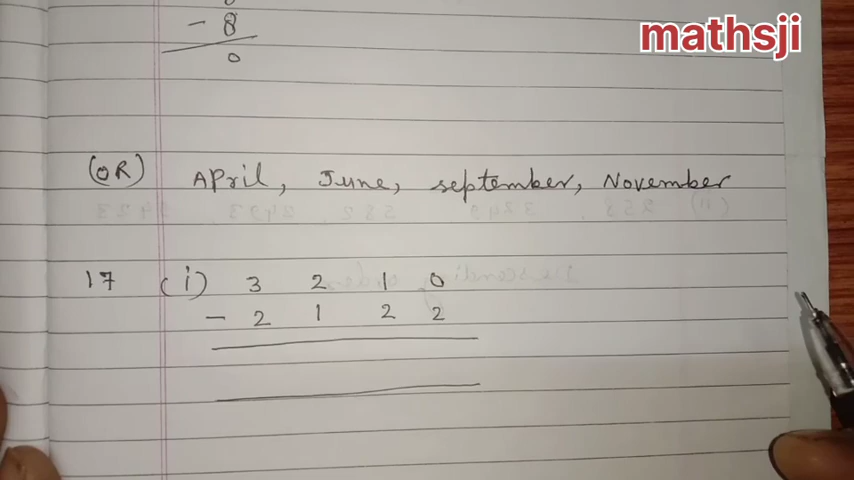 mathsji
- 8
0
(OR) April, June, september, November
17 (i) 3 2 1 0
- 2 1 2 2